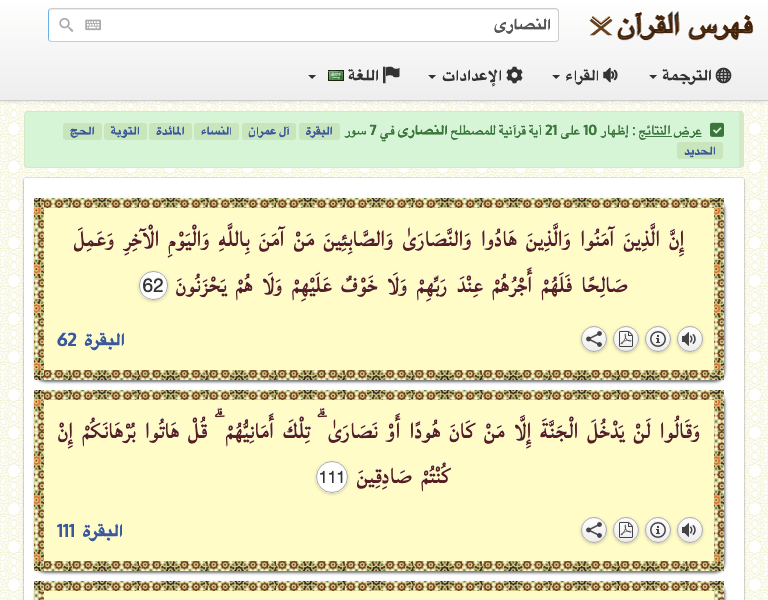 فهرس القرآن
النصارى
الترجمة القراء الإعدادات اللغة
عرض النتائج : إظهار 10 على 21 آية قرآنية للمصطلح النصارى في 7 سور البقرة آل عمران النساء المائدة التوبة الحج
الحديد
إِنَّ الَّذِينَ آمَنُوا وَالَّذِينَ هَادُوا وَالنَّصَارَىٰ وَالصَّابِئِينَ مَنْ آمَنَ بِاللَّهِ وَالْيَوْمِ الْآخِرِ وَعَمِلَ
صَالِحًا فَلَهُمْ أَجْرُهُمْ عِنْدَ رَبِّهِمْ وَلَا خَوْفٌ عَلَيْهِمْ وَلَا هُمْ يَحْزَنُونَ 62
البقرة 62
وَقَالُوا لَنْ يَدْخُلَ الْجَنَّةَ إِلَّا مَنْ كَانَ هُودًا أَوْ نَصَارَىٰ ۗ تِلْكَ أَمَانِيُّهُمْ ۗ قُلْ هَاتُوا بُرْهَانَكُمْ إِنْ
كُنْتُمْ صَادِقِينَ 111
البقرة 111